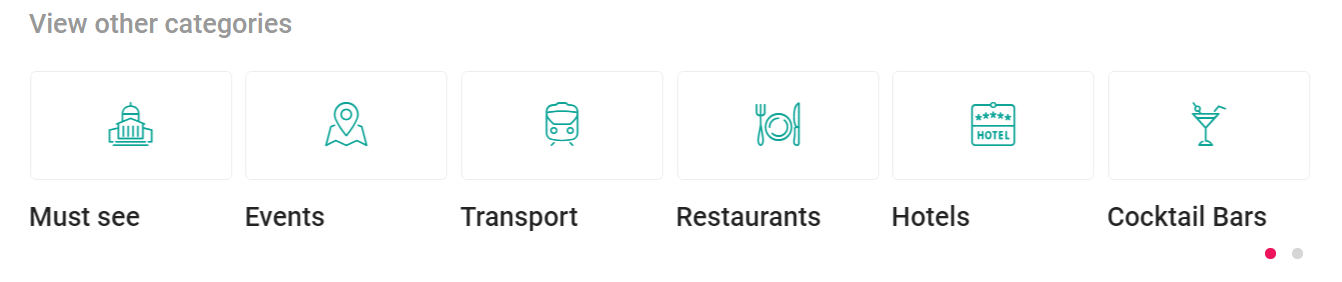 View other categories
HOTEL
Must see
Events
Transport
Restaurants
Hotels
Cocktail Bars